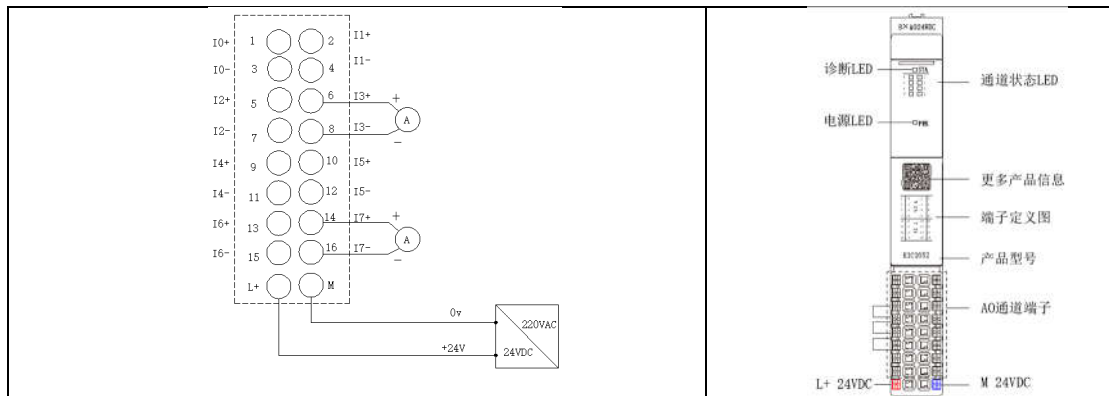 I0+ 1 2 I1+
I0- 3 4 I1-
I2+ 5 6 I3+ +
A
I2- 7 8 I3- −
I4+ 9 10 I5+
I4- 11 12 I5-
I6+ 13 14 I7+ +
A
I6- 15 16 I7- −
L+ M
0v
220VAC
+24V
24VDC
诊断LED
STA
通道状态LED
电源LED
PWR
更多产品信息
端子定义图
产品型号
AO通道端子
L+ 24VDC
M 24VDC